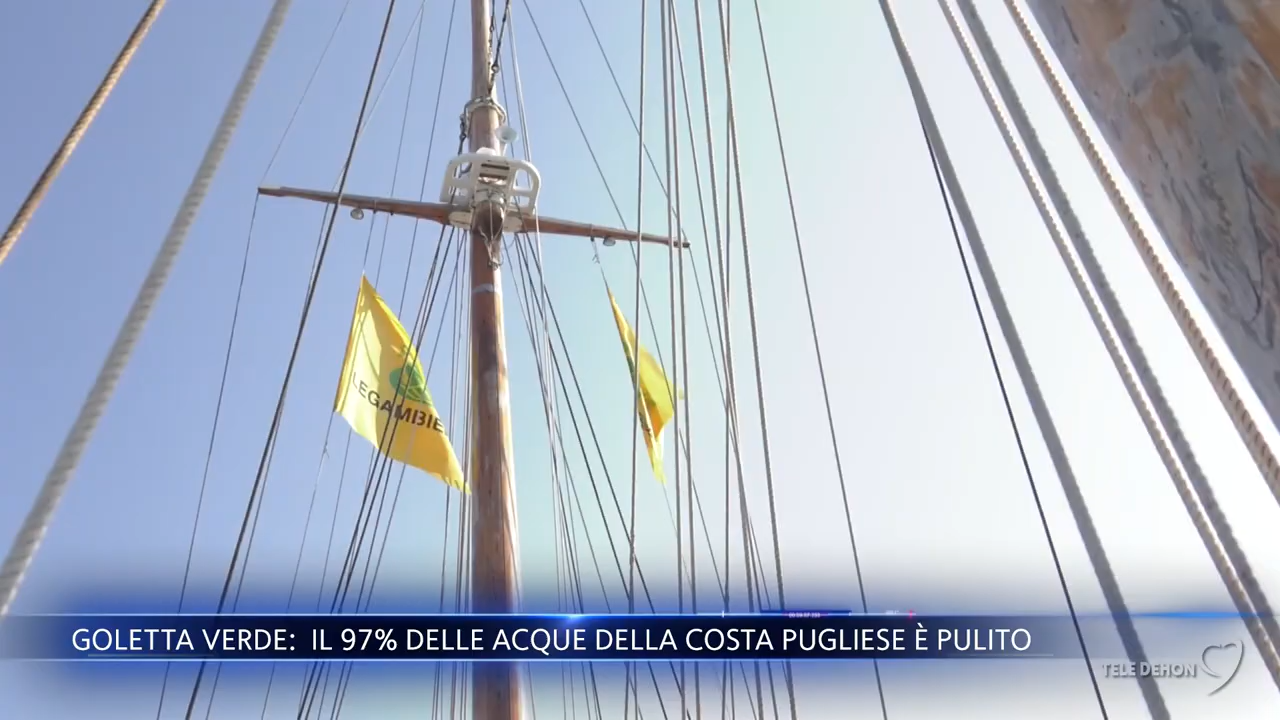 LEGAMBIE
GOLETTA VERDE: IL 97% DELLE ACQUE DELLA COSTA PUGLIESE È PULITO
TELE DEHON